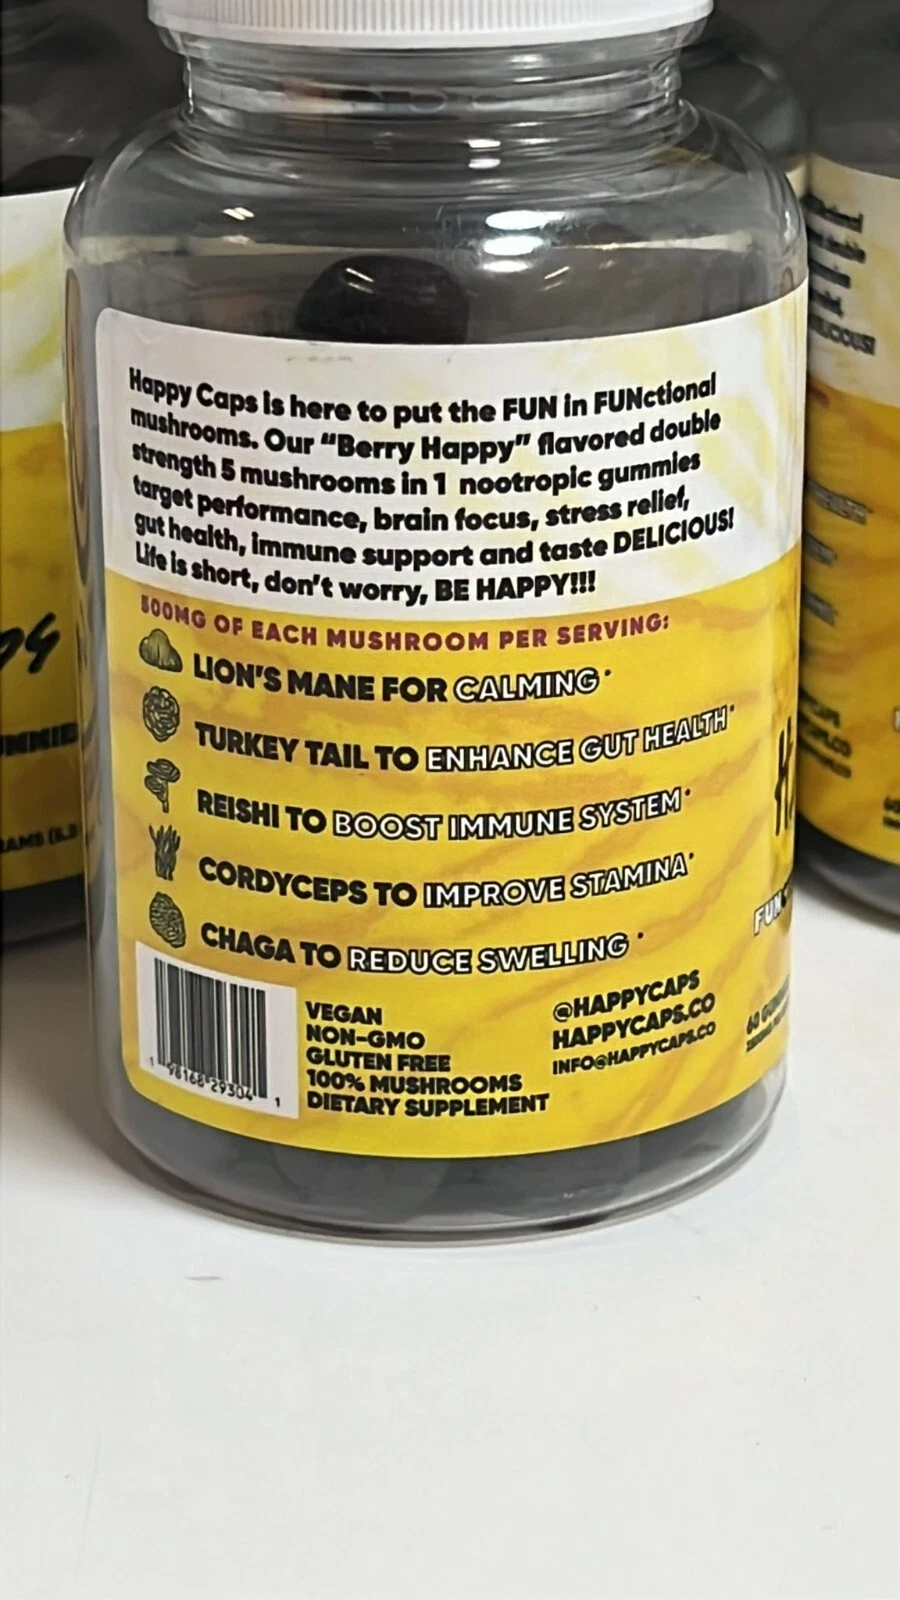 Happy Caps is here to put the FUN in FUNctional
mushrooms. Our “Berry Happy” flavored double
strength 5 mushrooms in 1 nootropic gummies
target performance, brain focus, stress relief,
gut health, immune support and taste DELICIOUS!
Life is short, don’t worry, BE HAPPY!!!
500MG OF EACH MUSHROOM PER SERVING:
LION’S MANE FOR CALMING*
TURKEY TAIL TO ENHANCE GUT HEALTH*
REISHI TO BOOST IMMUNE SYSTEM*
CORDYCEPS TO IMPROVE STAMINA*
CHAGA TO REDUCE SWELLING*
VEGAN
NON-GMO
GLUTEN FREE
100% MUSHROOMS
DIETARY SUPPLEMENT
@HAPPYCAPS
HAPPYCAPS.CO
INFO@HAPPYCAPS.CO
1 98168 29304 1